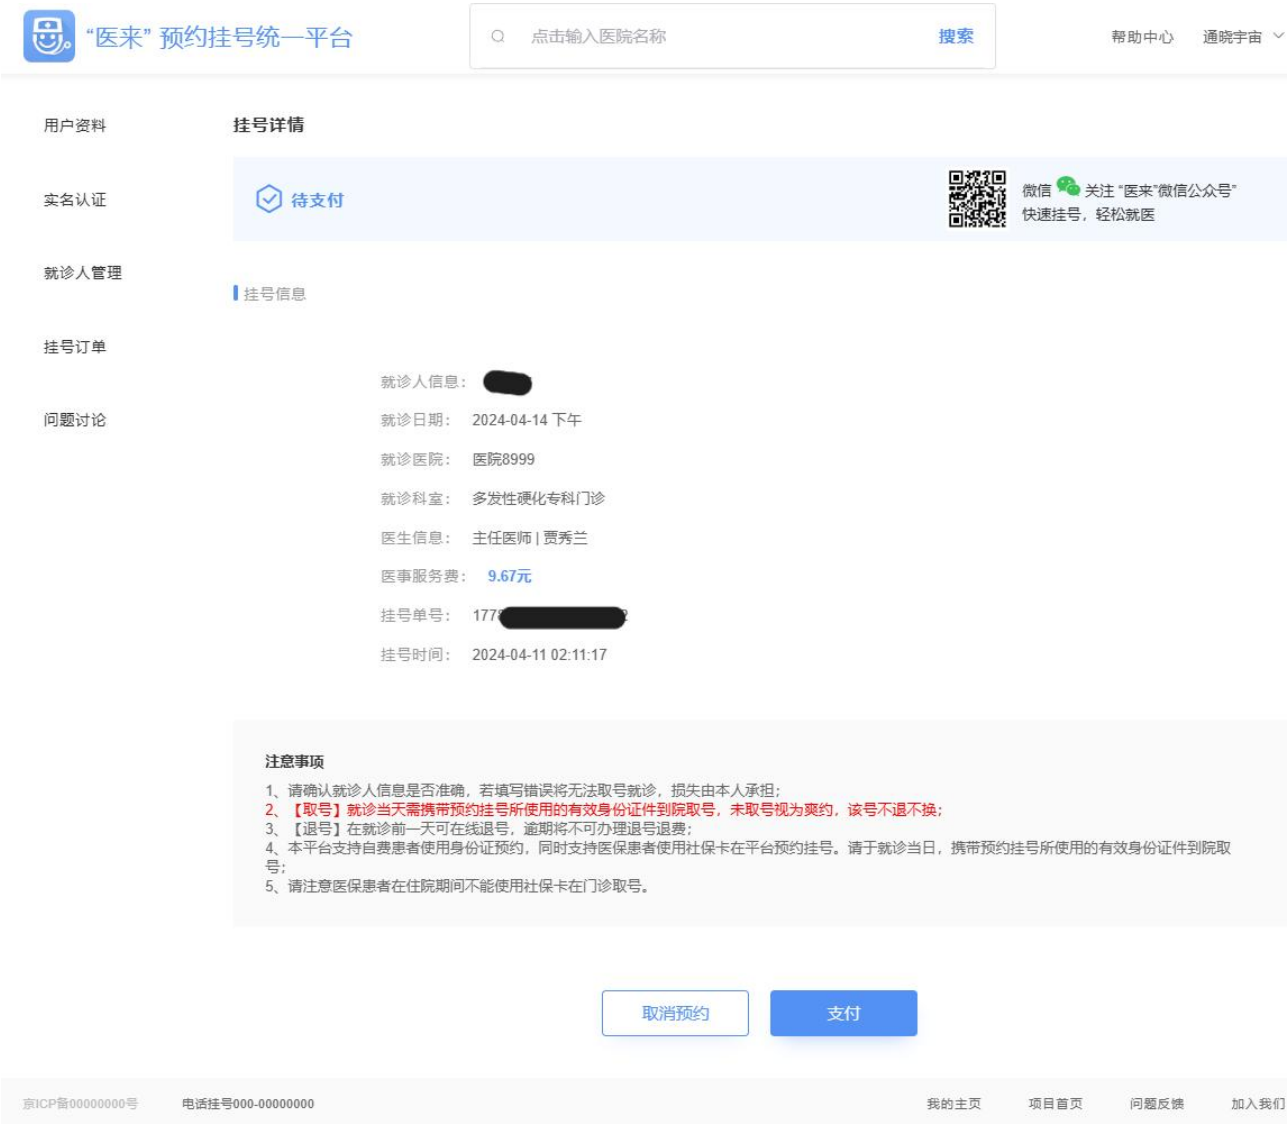 “医来” 预约挂号统一平台
点击输入医院名称
搜索
帮助中心
通晓宇宙
用户资料
实名认证
就诊人管理
挂号订单
问题讨论
挂号详情
待支付
微信 关注 “医来”微信公众号”
快速挂号，轻松就医
挂号信息
就诊人信息：
就诊日期： 2024-04-14 下午
就诊医院： 医院8999
就诊科室： 多发性硬化专科门诊
医生信息： 主任医师 | 贾秀兰
医事服务费： 9.67元
挂号单号： 177
挂号时间： 2024-04-11 02:11:17
注意事项
1、请确认就诊人信息是否准确，若填写错误将无法取号就诊，损失由本人承担；
2、【取号】就诊当天需携带预约挂号所使用的有效身份证件到院取号，未取号视为爽约，该号不退不换；
3、【退号】在就诊前一天可在线退号，逾期将不可办理退号退费；
4、本平台支持自费患者使用身份证预约，同时支持医保患者使用社保卡在平台预约挂号。请于就诊当日，携带预约挂号所使用的有效身份证件到院取
号；
5、请注意医保患者在住院期间不能使用社保卡在门诊取号。
取消预约
支付
京ICP备00000000号
电话挂号000-00000000
我的主页
项目首页
问题反馈
加入我们